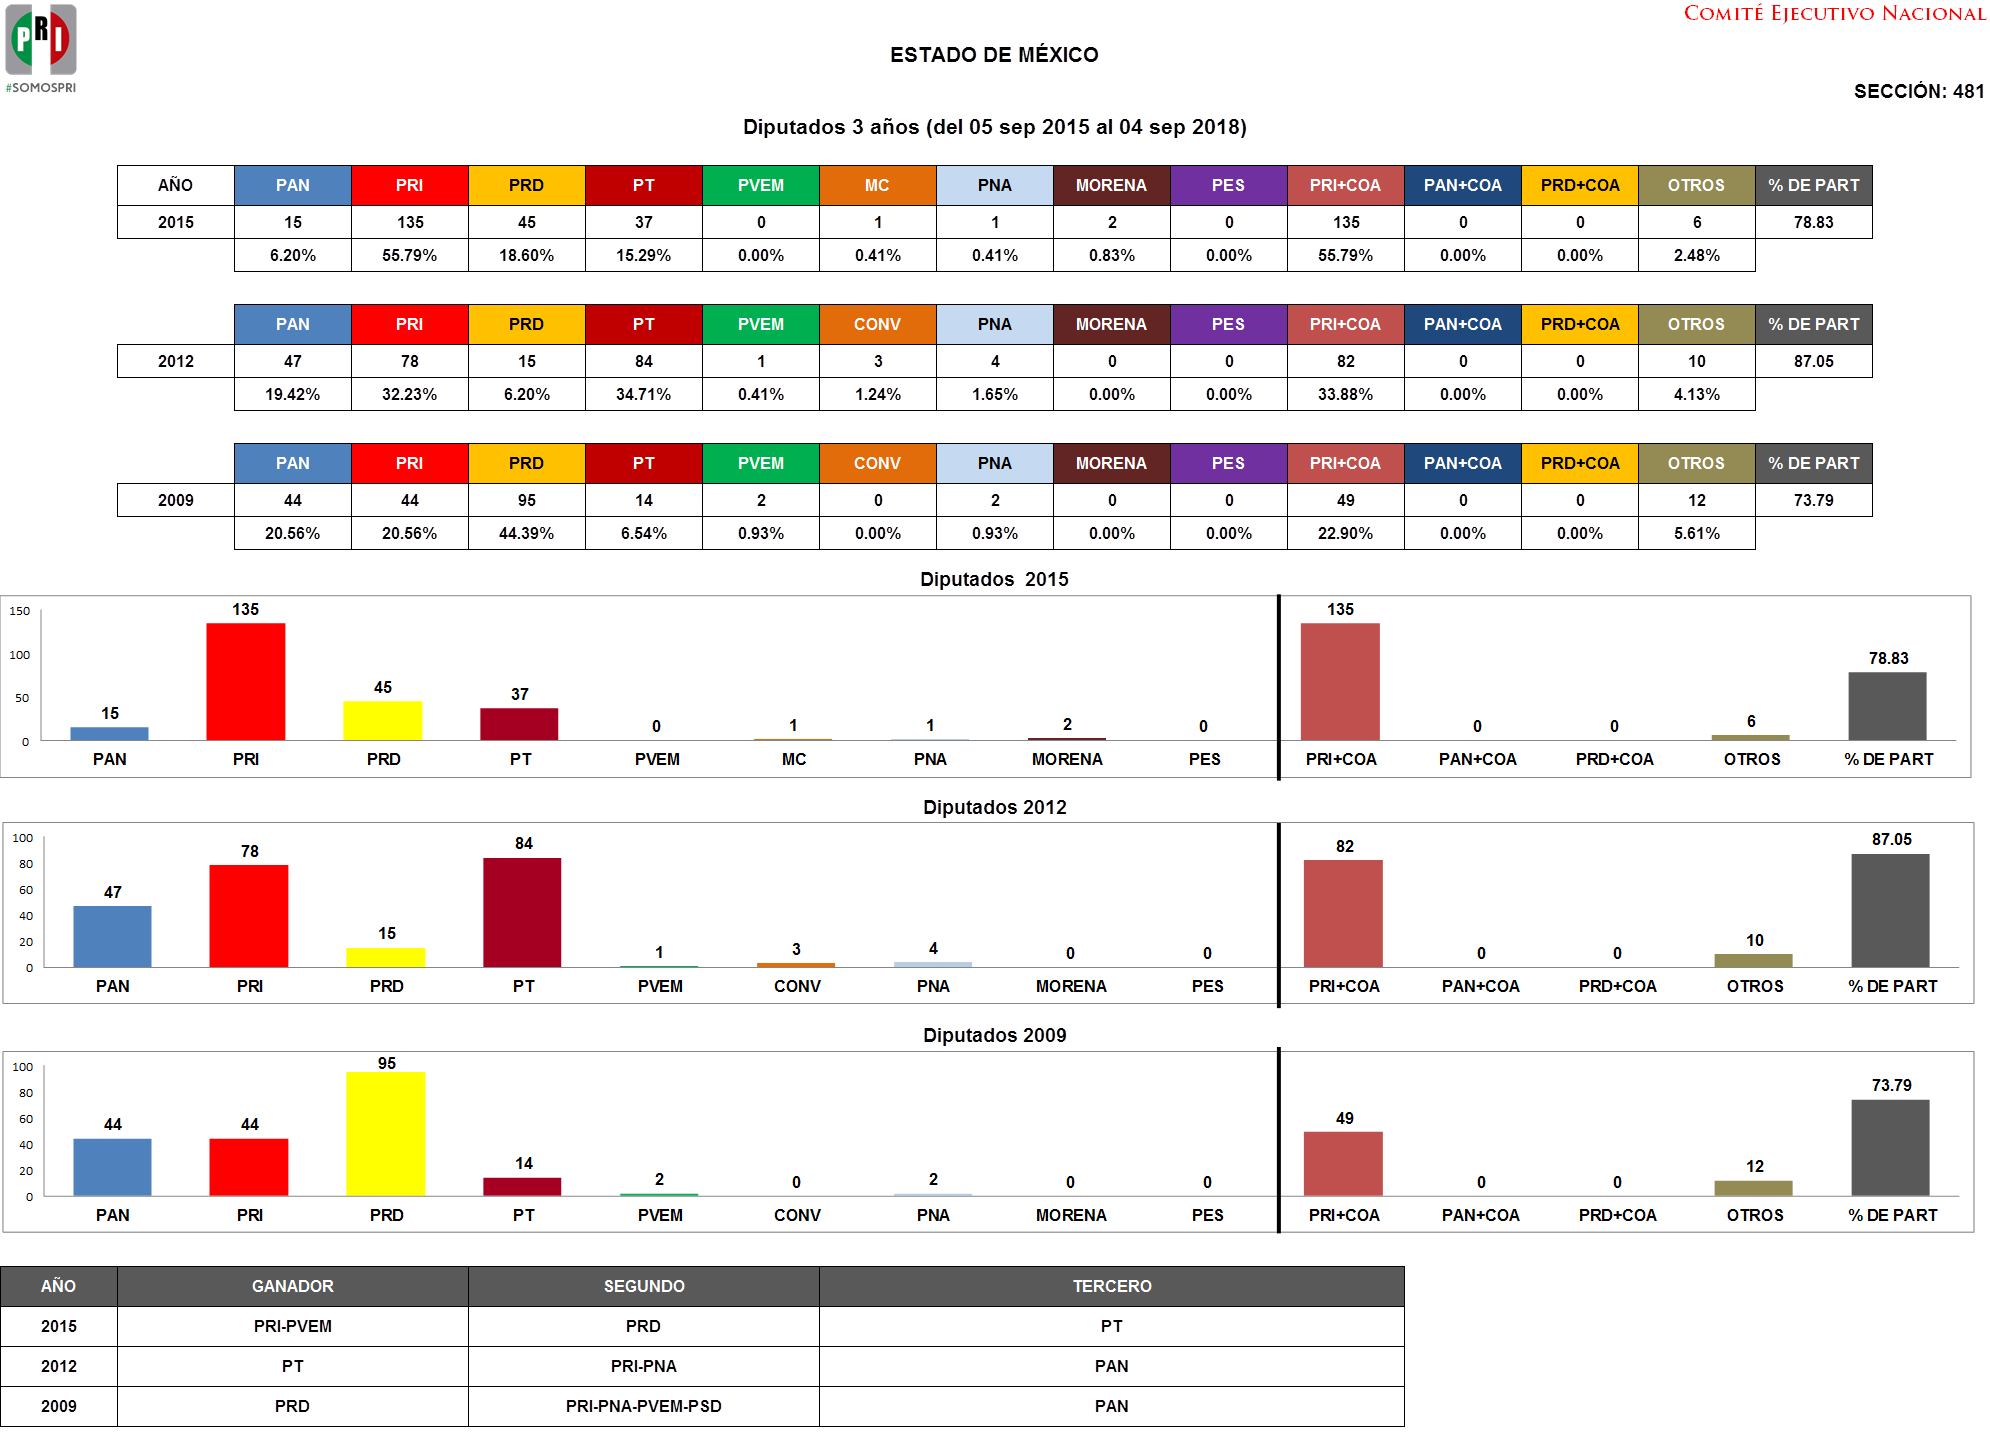 PRI
#SOMOSPRI
COMITÉ EJECUTIVO NACIONAL
ESTADO DE MÉXICO
SECCIÓN: 481
Diputados 3 años (del 05 sep 2015 al 04 sep 2018)
AÑO PAN PRI PRD PT PVEM MC PNA MORENA PES PRI+COA PAN+COA PRD+COA OTROS % DE PART
2015 15 135 45 37 0 1 1 2 0 135 0 0 6 78.83
6.20% 55.79% 18.60% 15.29% 0.00% 0.41% 0.41% 0.83% 0.00% 55.79% 0.00% 0.00% 2.48%
PAN PRI PRD PT PVEM CONV PNA MORENA PES PRI+COA PAN+COA PRD+COA OTROS % DE PART
2012 47 78 15 84 1 3 4 0 0 82 0 0 10 87.05
19.42% 32.23% 6.20% 34.71% 0.41% 1.24% 1.65% 0.00% 0.00% 33.88% 0.00% 0.00% 4.13%
PAN PRI PRD PT PVEM CONV PNA MORENA PES PRI+COA PAN+COA PRD+COA OTROS % DE PART
2009 44 44 95 14 2 0 2 0 0 49 0 0 12 73.79
20.56% 20.56% 44.39% 6.54% 0.93% 0.00% 0.93% 0.00% 0.00% 22.90% 0.00% 0.00% 5.61%
Diputados 2015
150
100
50
0
15 135 45 37 0 1 1 2 0 135 0 0 6 78.83
PAN PRI PRD PT PVEM MC PNA MORENA PES PRI+COA PAN+COA PRD+COA OTROS % DE PART
Diputados 2012
100
80
60
40
20
0
47 78 15 84 1 3 4 0 0 82 0 0 10 87.05
PAN PRI PRD PT PVEM CONV PNA MORENA PES PRI+COA PAN+COA PRD+COA OTROS % DE PART
Diputados 2009
100
80
60
40
20
0
44 44 95 14 2 0 2 0 0 49 0 0 12 73.79
PAN PRI PRD PT PVEM CONV PNA MORENA PES PRI+COA PAN+COA PRD+COA OTROS % DE PART
AÑO GANADOR SEGUNDO TERCERO
2015 PRI-PVEM PRD PT
2012 PT PRI-PNA PAN
2009 PRD PRI-PNA-PVEM-PSD PAN